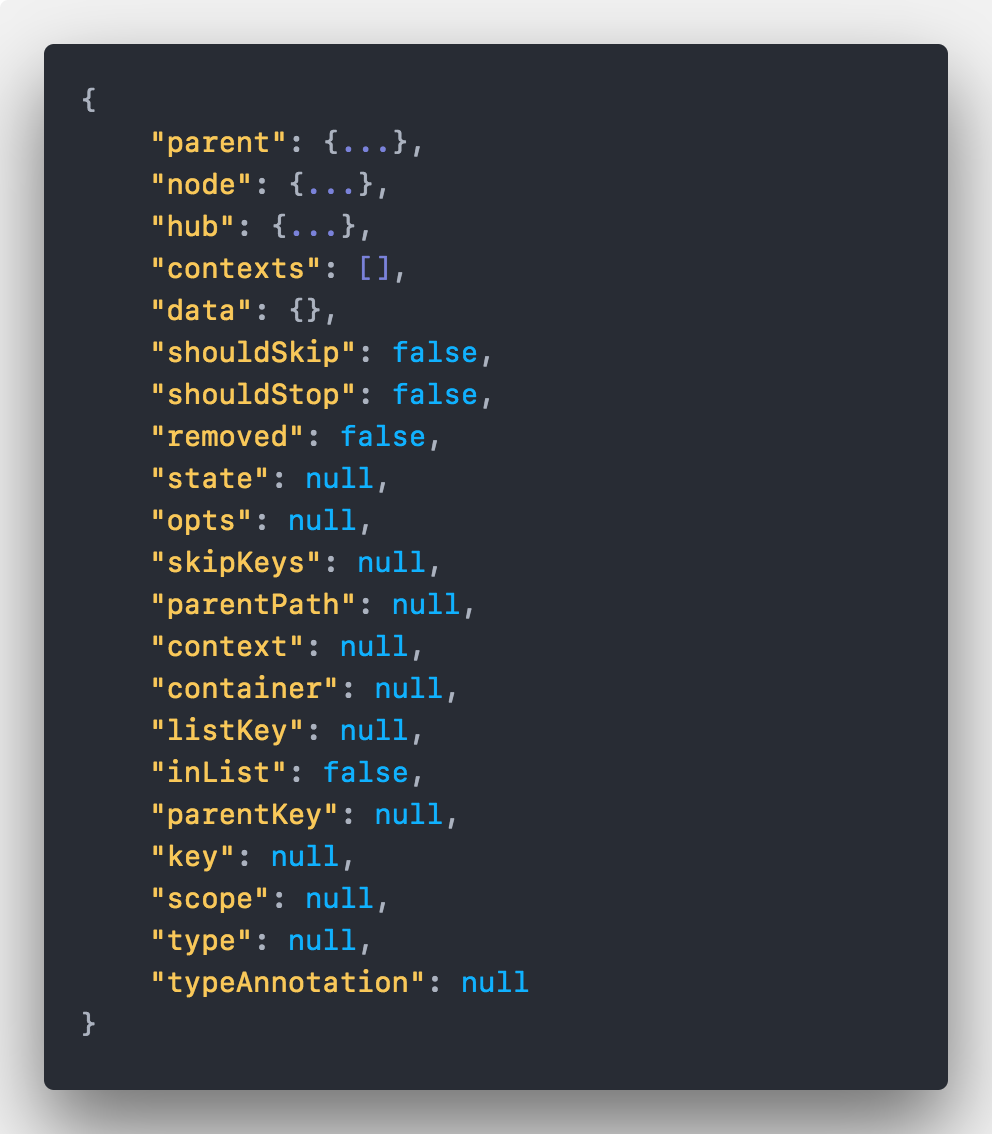 {
    "parent": {...},
    "node": {...},
    "hub": {...},
    "contexts": [],
    "data": {},
    "shouldSkip": false,
    "shouldStop": false,
    "removed": false,
    "state": null,
    "opts": null,
    "skipKeys": null,
    "parentPath": null,
    "context": null,
    "container": null,
    "listKey": null,
    "inList": false,
    "parentKey": null,
    "key": null,
    "scope": null,
    "type": null,
    "typeAnnotation": null
}